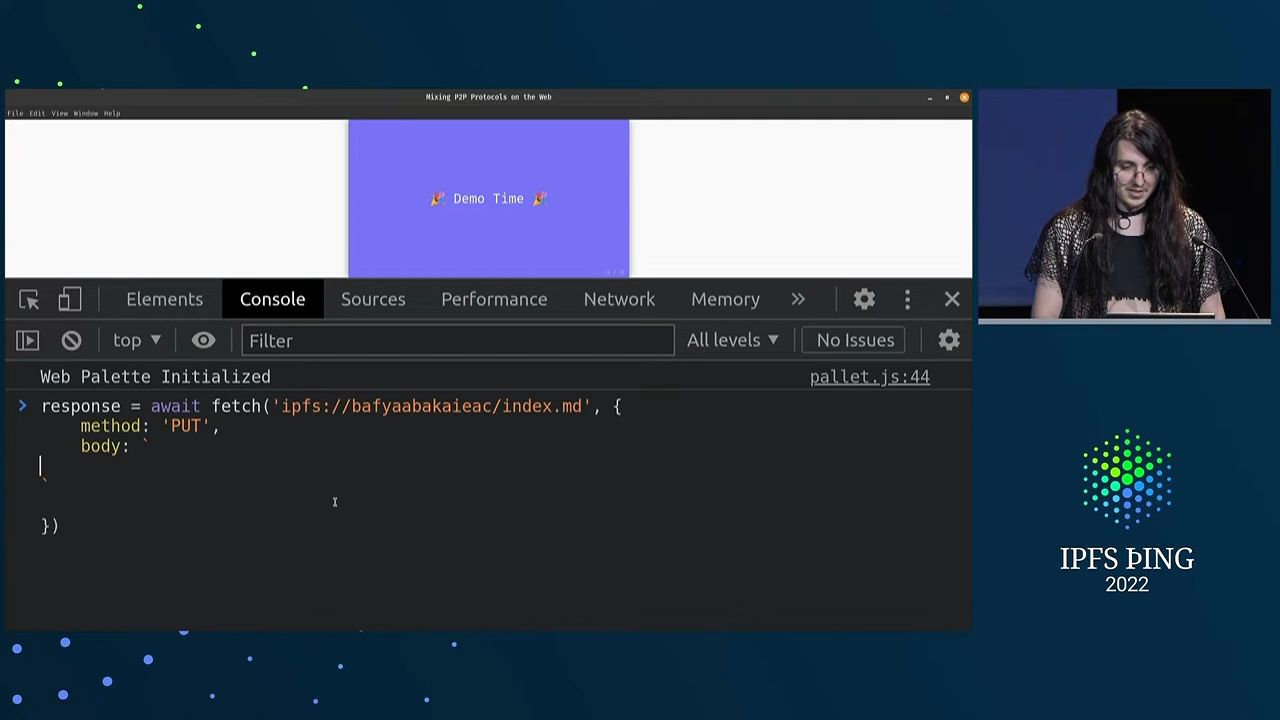 Mixing P2P Protocols on the Web
File Edit View Window Help
🎉 Demo Time 🎉
Elements Console Sources Performance Network Memory »
top ▼ Filter All levels ▼ No Issues
Web Palette Initialized pallet.js:44
> response = await fetch('ipfs://bafyaabakaieac/index.md', {
method: 'PUT',
body: `
`
})
IPFS ÞING
2022